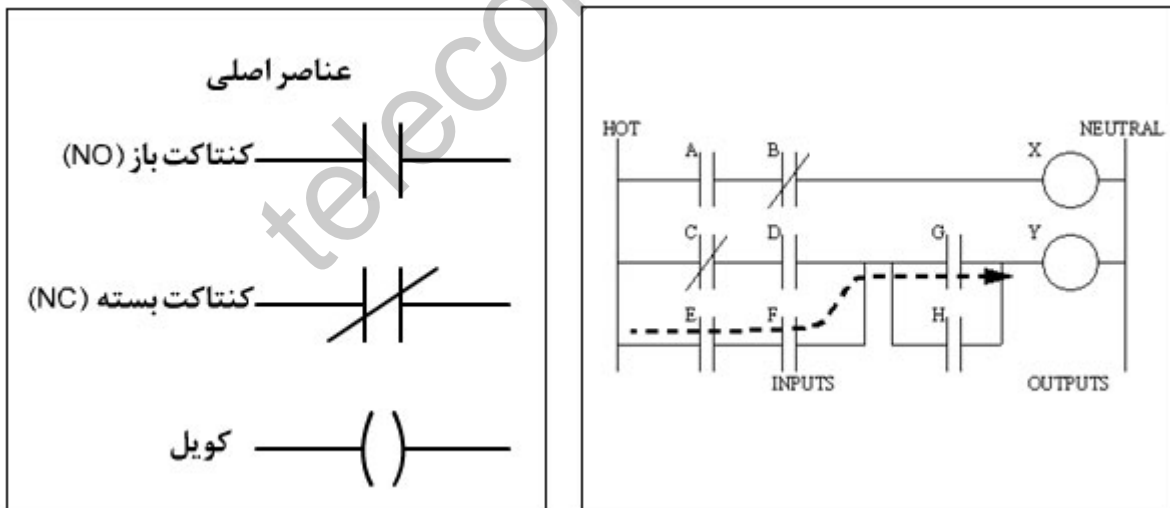 عناصر اصلی
کنتاکت باز (NO)
کنتاکت بسته (NC)
کویل
HOT
NEUTRAL
A
B
X
C
D
G
Y
E
F
H
INPUTS
OUTPUTS